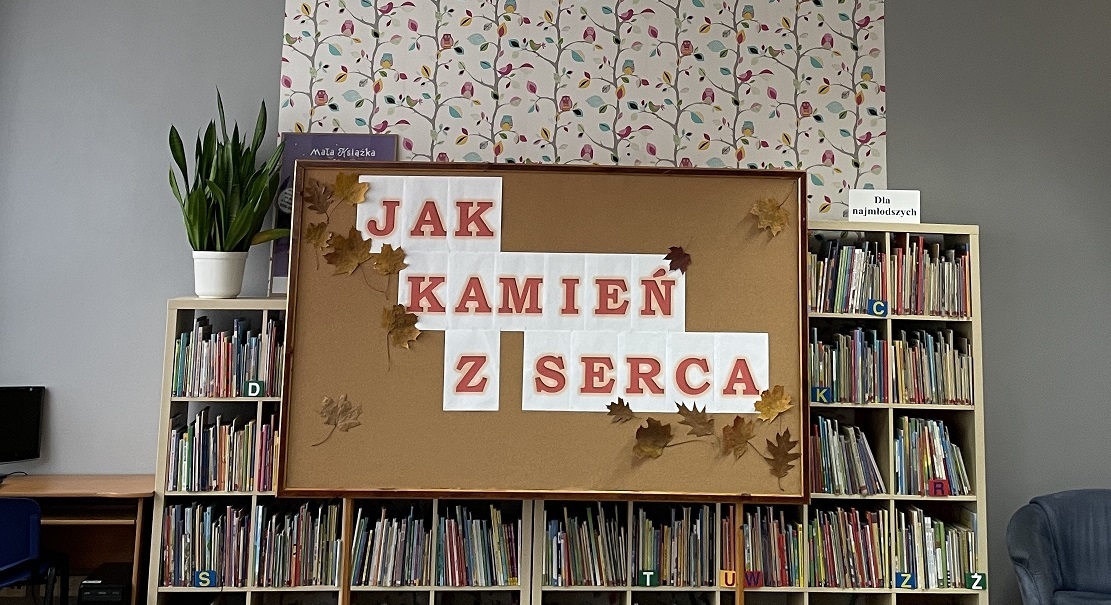 Mała Książka
Dla
najmłodszych
JAK
KAMIEŃ
Z SERCA
C
D
K
R
S
T
U
W
Z
Ż